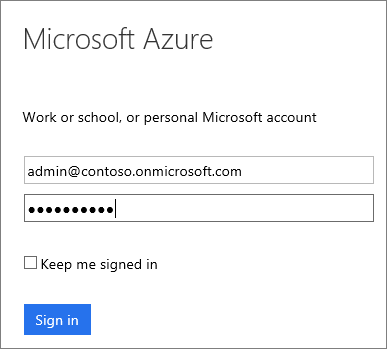 Microsoft Azure
Work or school, or personal Microsoft account
admin@contoso.onmicrosoft.com
●●●●●●●●●●
Keep me signed in
Sign in